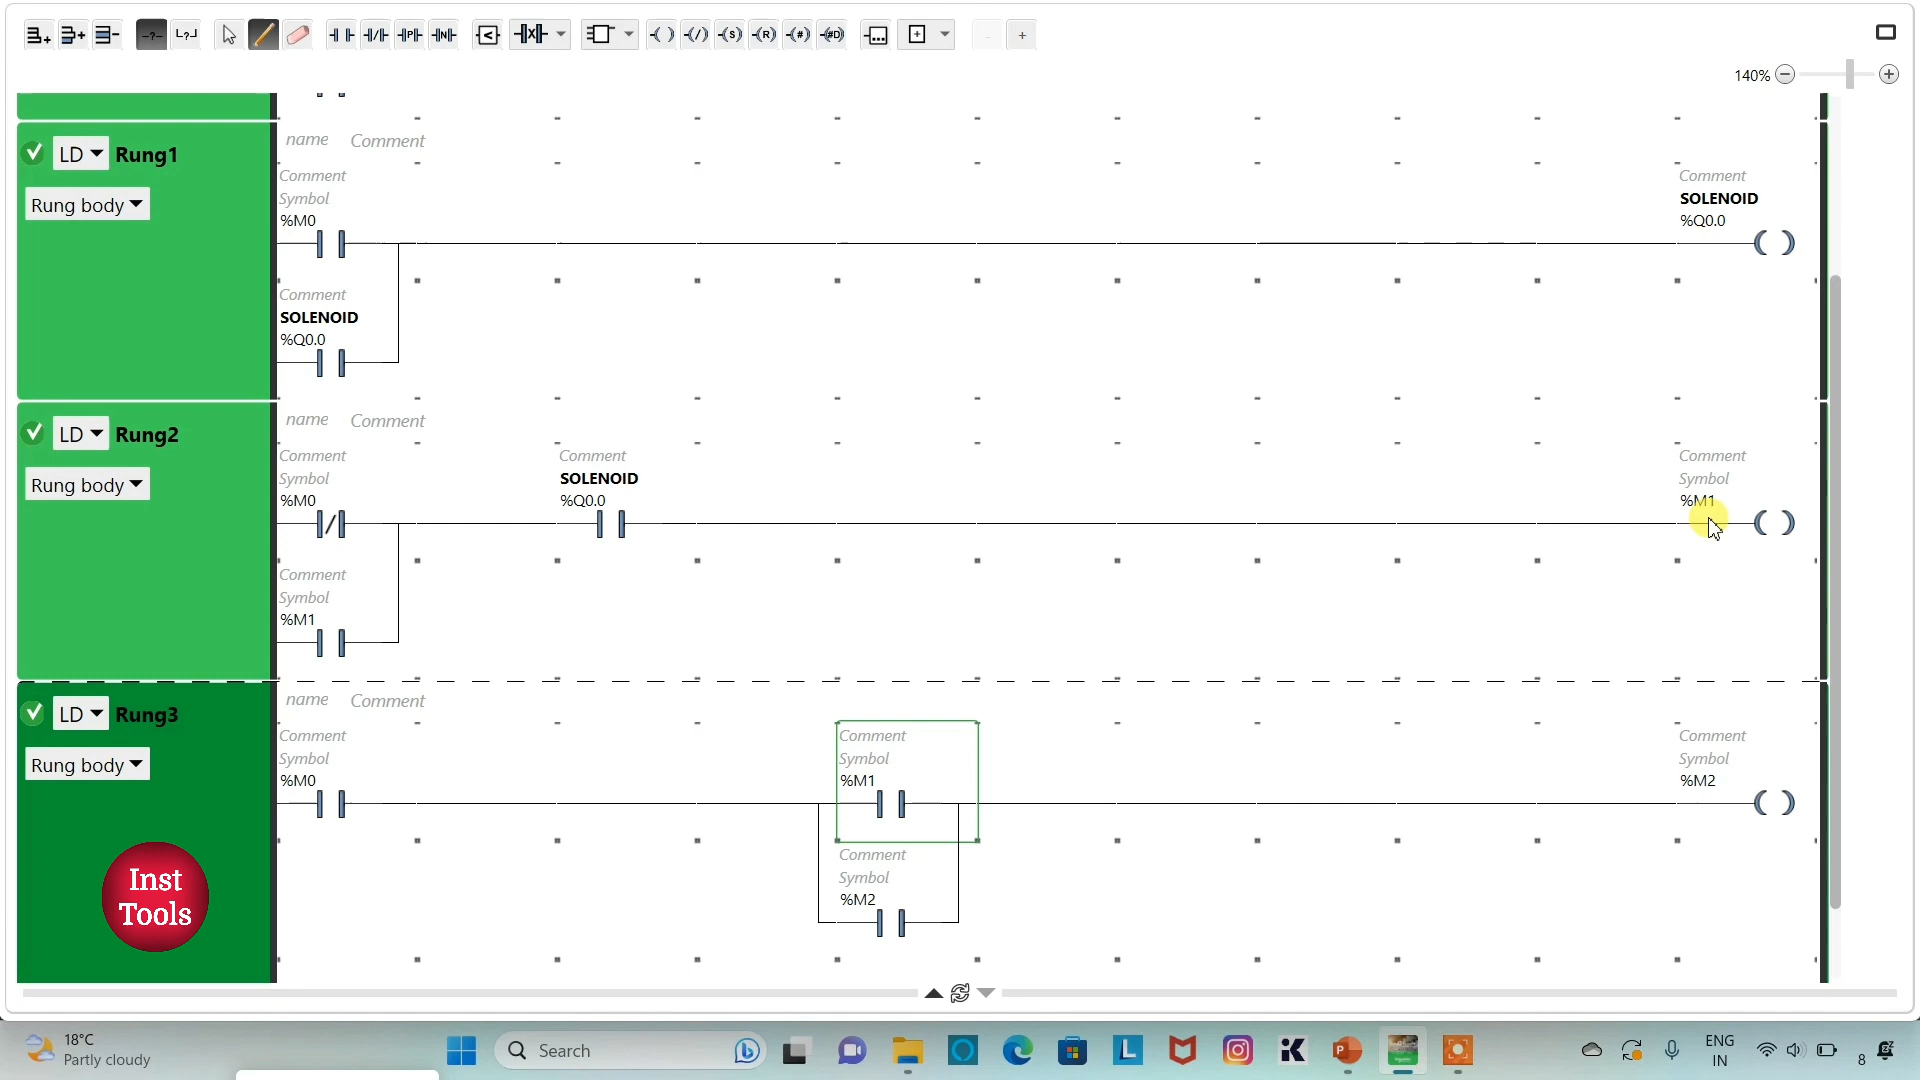 140%
LD Rung1
name Comment
Rung body
Comment
Symbol
%M0
Comment
SOLENOID
%Q0.0
Comment
SOLENOID
%Q0.0
LD Rung2
name Comment
Rung body
Comment
Symbol
%M0
Comment
SOLENOID
%Q0.0
Comment
Symbol
%M1
Comment
Symbol
%M1
LD Rung3
name Comment
Rung body
Comment
Symbol
%M0
Comment
Symbol
%M1
Comment
Symbol
%M2
Comment
Symbol
%M2
Inst
Tools
18°C
Partly cloudy
Search
ENG
IN
8